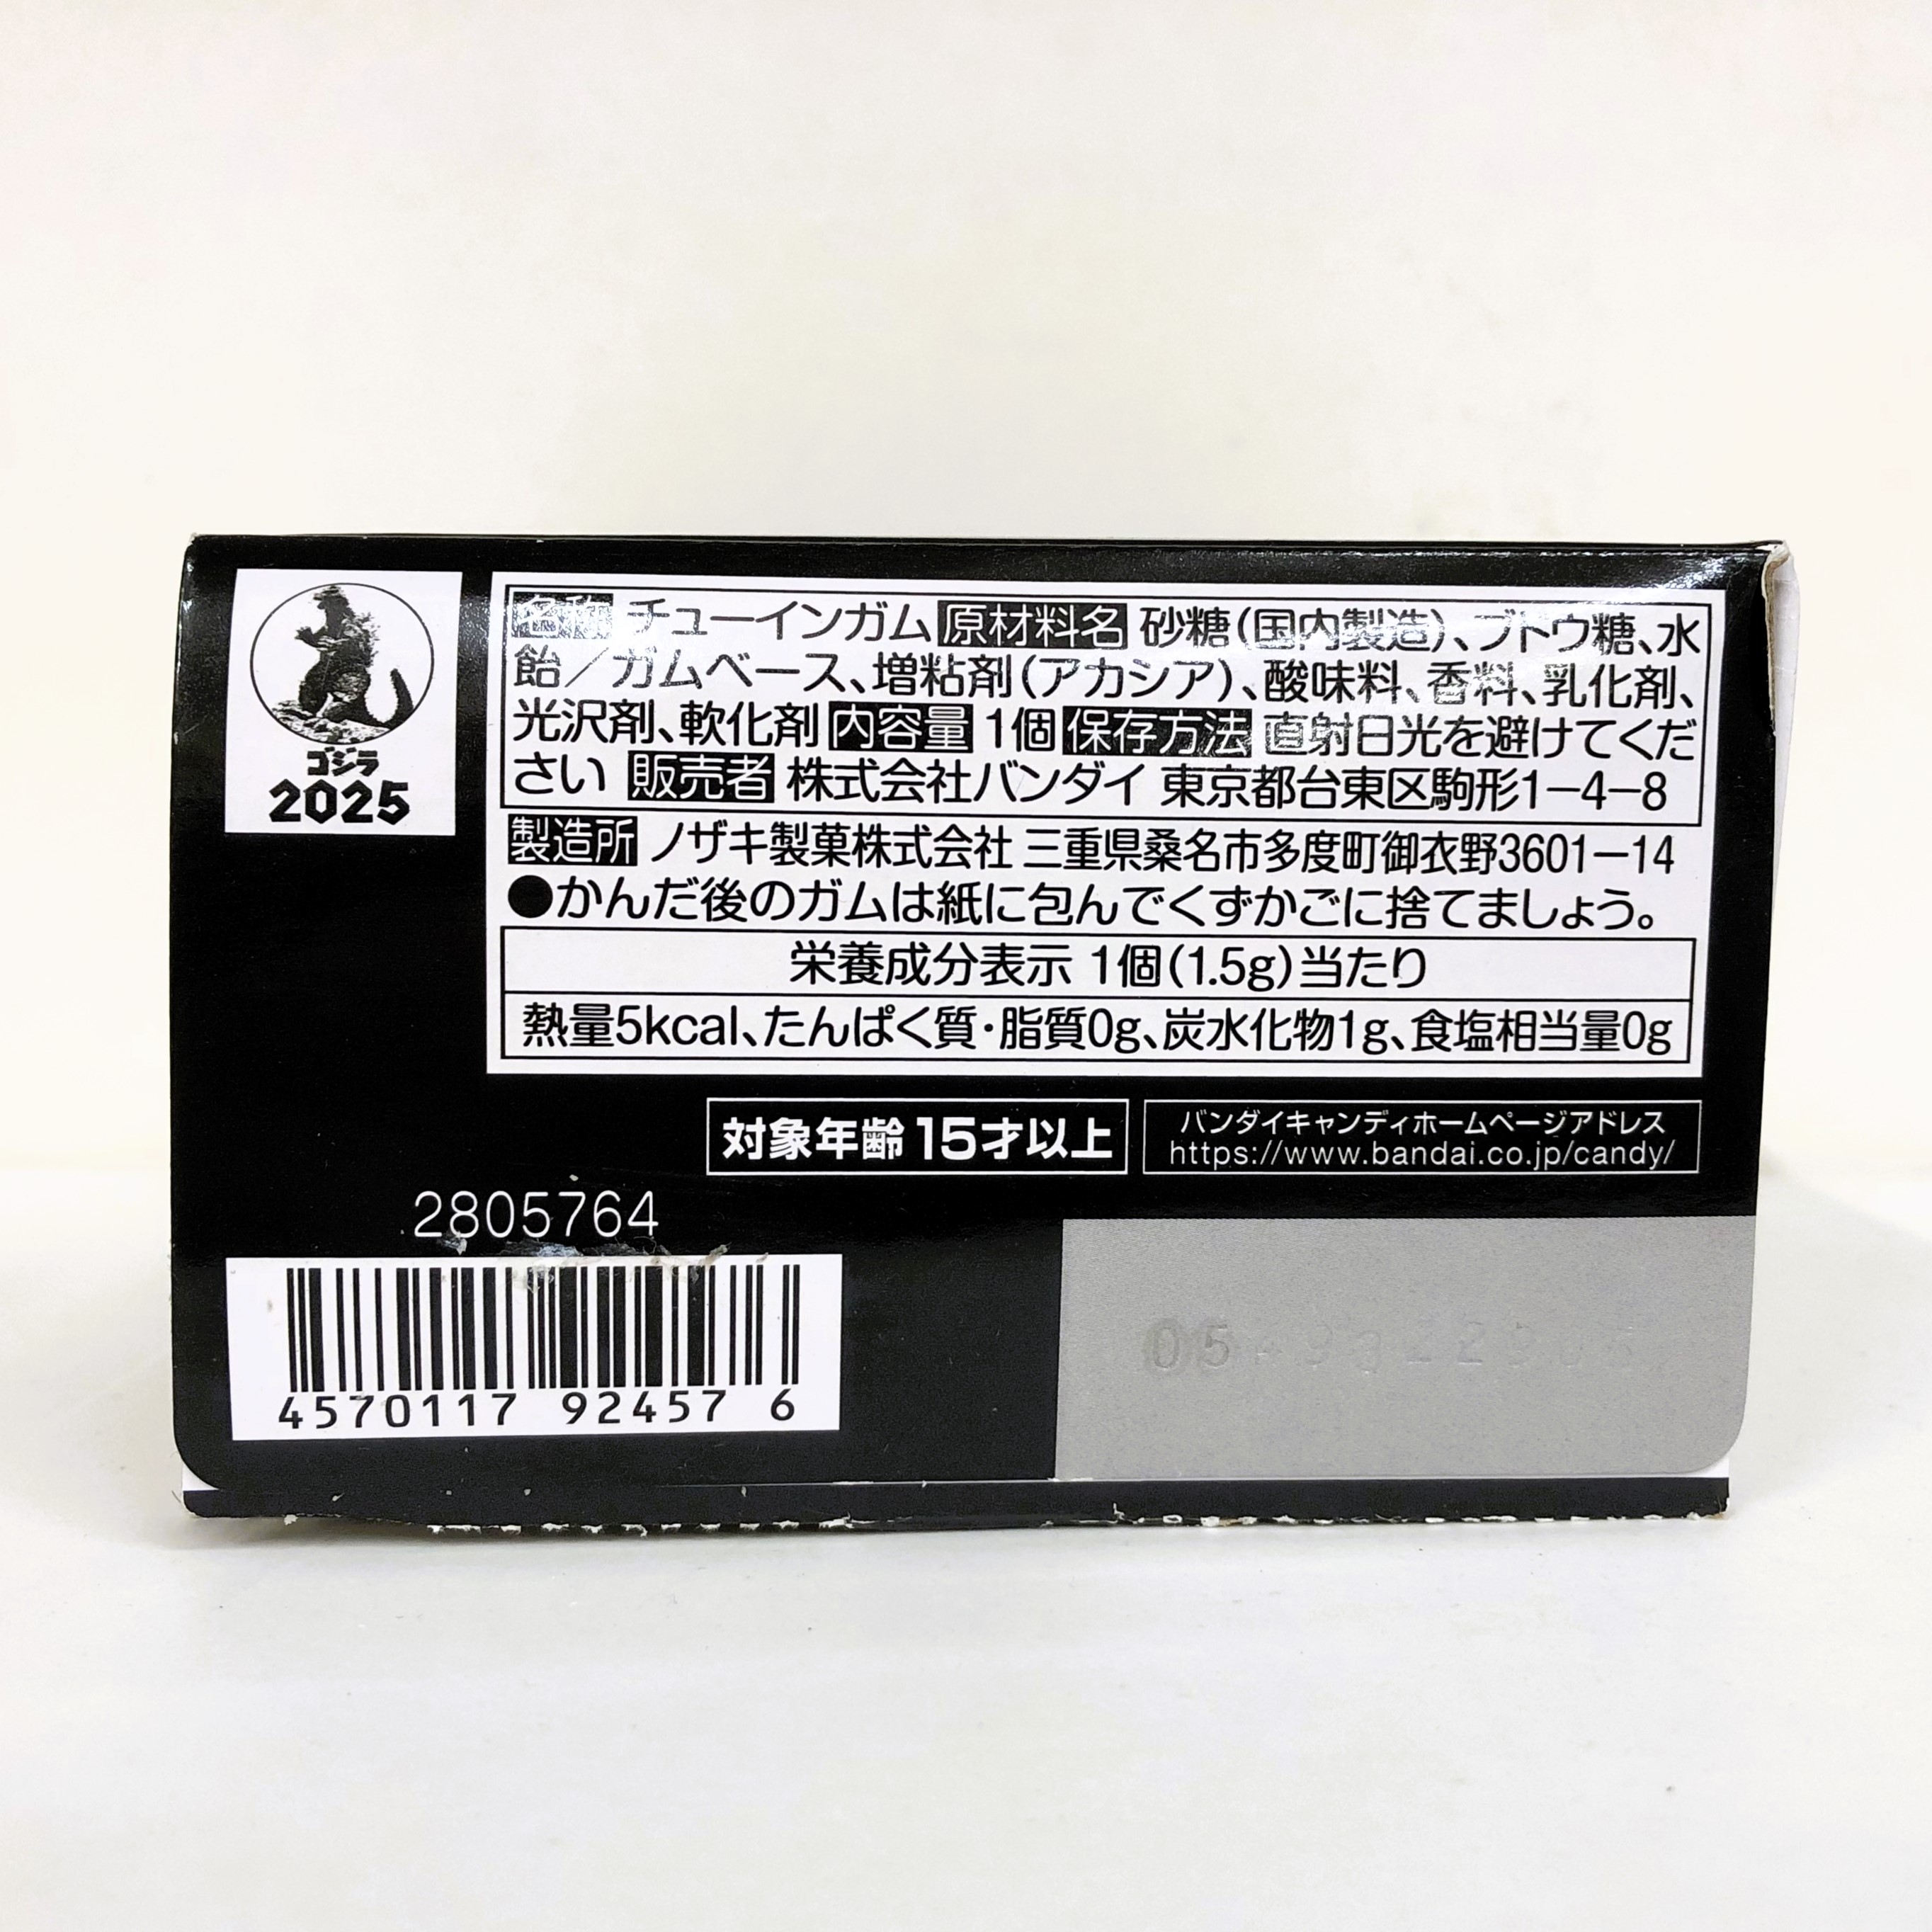 ゴジラ
2025
名称 チューインガム 原材料名 砂糖(国内製造)、ブトウ糖、水
飴／ガムベース、増粘剤(アカシア)、酸味料、香料、乳化剤、
光沢剤、軟化剤 内容量 1個 保存方法 直射日光を避けてくだ
さい 販売者 株式会社バンダイ 東京都台東区駒形1－4－8
製造所 ノザキ製菓株式会社 三重県桑名市多度町御衣野3601－14
●かんだ後のガムは紙に包んでくずかごに捨てましょう。
栄養成分表示 1個(1.5g)当たり
熱量5kcal、たんぱく質・脂質0g、炭水化物1g、食塩相当量0g
対象年齢 15才以上
バンダイキャンディホームページアドレス
https://www.bandai.co.jp/candy/
2805764
4570117 92457 6